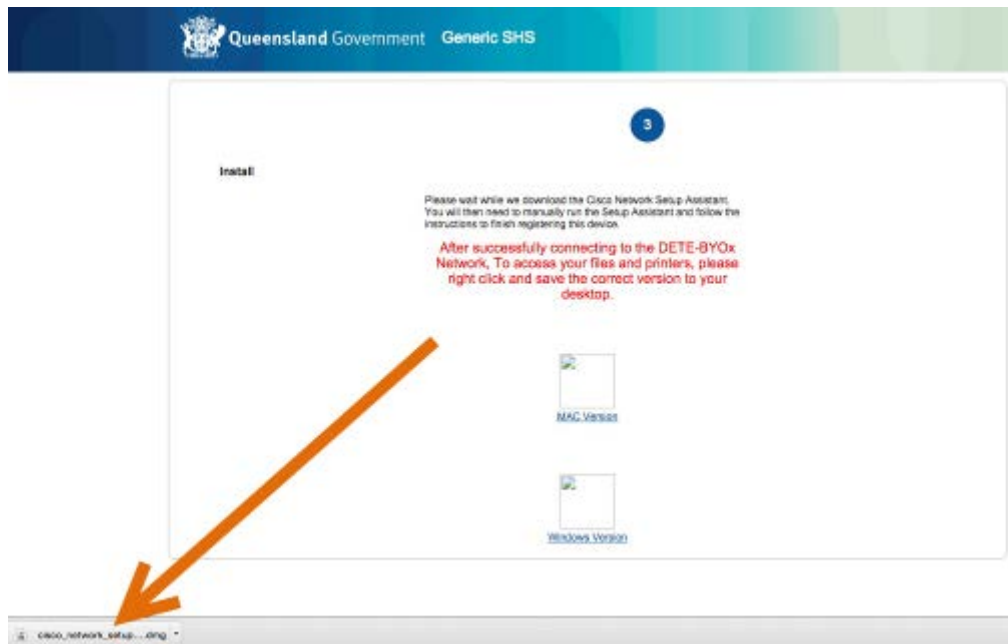 Queensland Government Generic SHS
3
Install
Please wait while we download the Cisco Network Setup Assistant.
You will then need to manually run the Setup Assistant and follow the
instructions to finish registering this device.
After successfully connecting to the DETE-BYOx
Network, To access your files and printers, please
right click and save the correct version to your
desktop.
MAC Version
Windows Version
cisco_network_setup....dmg